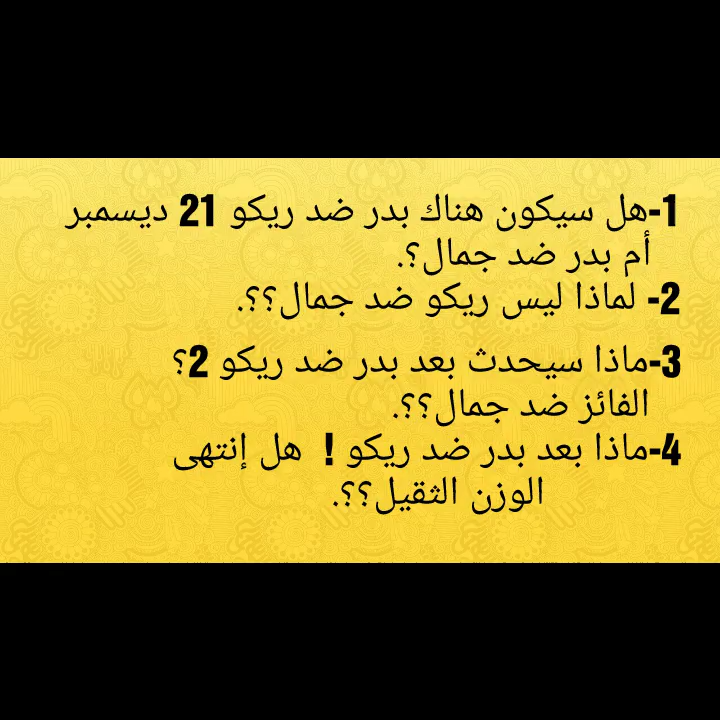 1-هل سيكون هناك بدر ضد ريكو 21 ديسمبر
أم بدر ضد جمال؟.
2- لماذا ليس ريكو ضد جمال؟؟.
3-ماذا سيحدث بعد بدر ضد ريكو 2؟
الفائز ضد جمال؟؟.
4-ماذا بعد بدر ضد ريكو ! هل إنتهى
الوزن الثقيل؟؟.